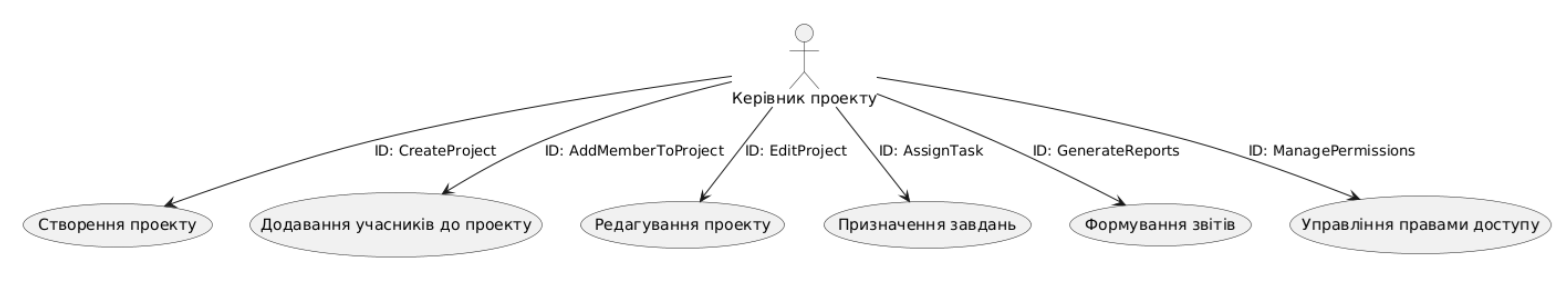 Керівник проекту
ID: CreateProject
ID: AddMemberToProject
ID: EditProject
ID: AssignTask
ID: GenerateReports
ID: ManagePermissions
Створення проекту
Додавання учасників до проекту
Редагування проекту
Призначення завдань
Формування звітів
Управління правами доступу